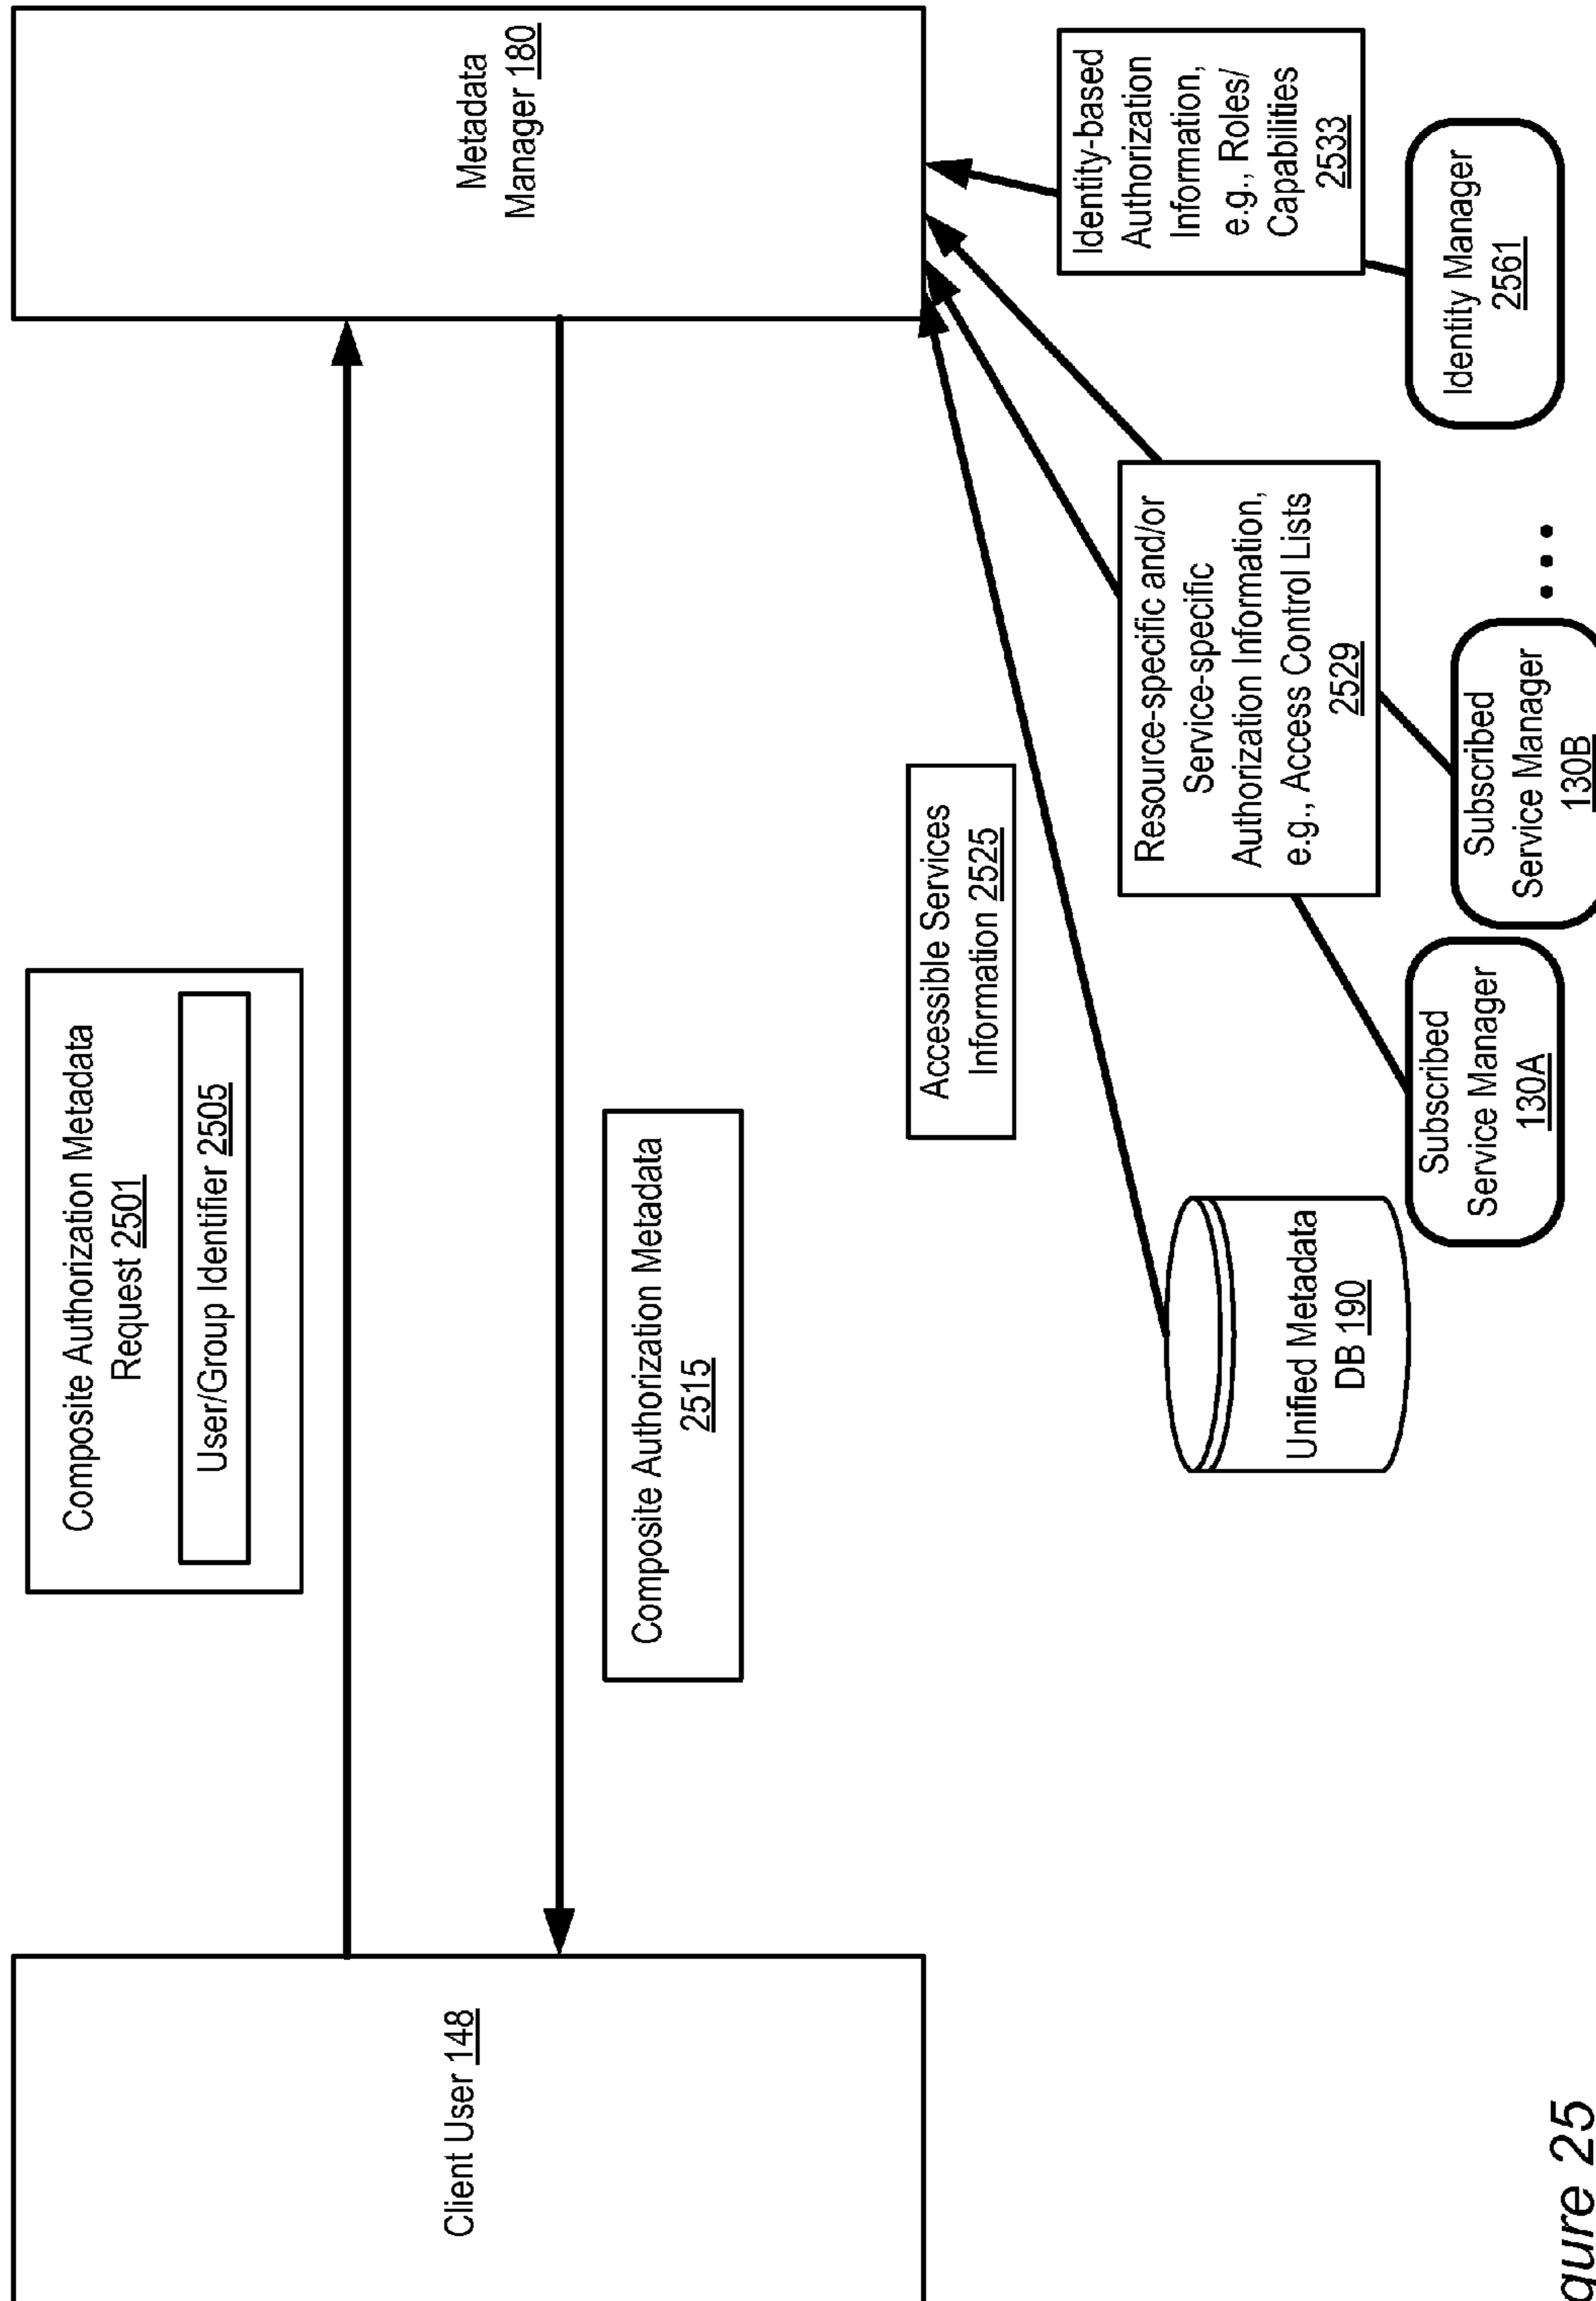 Composite Authorization Metadata
Request 2501
User/Group Identifier 2505
Client User 148
Metadata
Manager 180
Composite Authorization Metadata
2515
Accessible Services
Information 2525
Identity-based
Authorization
Information,
e.g., Roles/
Capabilities
2533
Resource-specific and/or
Service-specific
Authorization Information,
e.g., Access Control Lists
2529
Unified Metadata
DB 190
Subscribed
Service Manager
130A
Subscribed
Service Manager
130B
...
Identity Manager
2561
gure 25